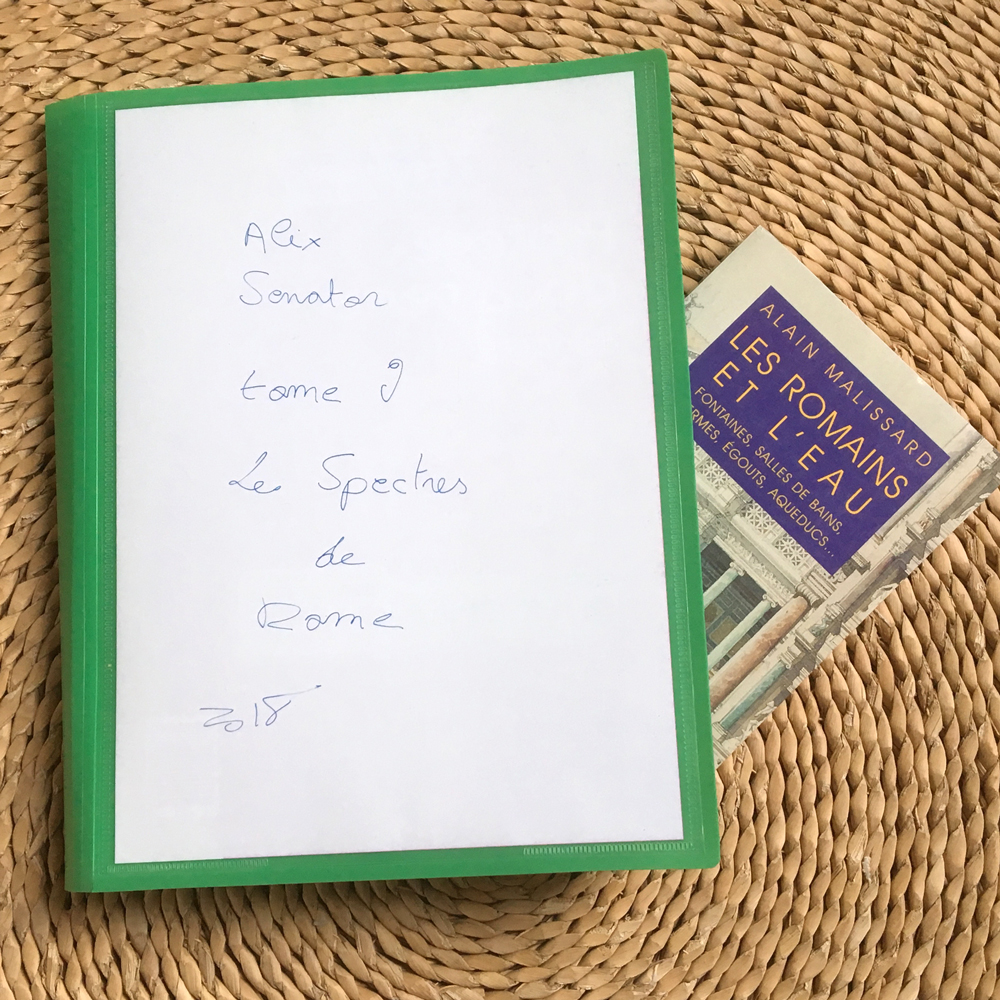 Alix
Senator
tome 9
Les Spectres
de
Rome
2018
ALAIN MALISSARD
LES ROMAINS
ET L'EAU
FONTAINES, SALLES DE BAINS,
ÉGOUTS, AQUEDUCS...